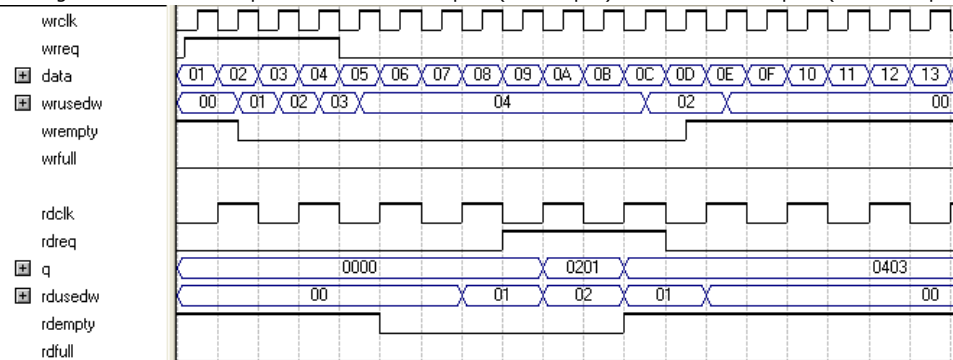 wrclk
wrreq
data 01 02 03 04 05 06 07 08 09 0A 0B 0C 0D 0E 0F 10 11 12 13
wrusedw 00 01 02 03 04 02 00
wrempty
wrfull
rdclk
rdreq
q 0000 0201 0403
rdusedw 00 01 02 01 00
rdempty
rdfull